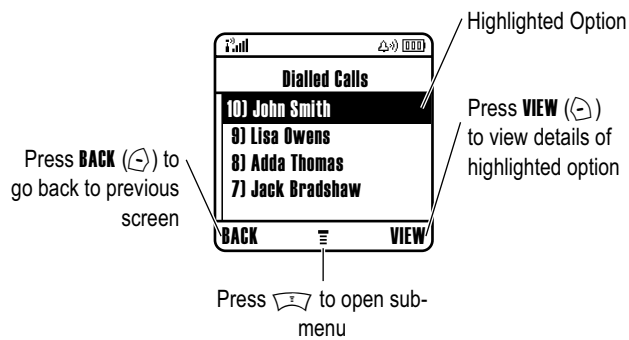 Highlighted Option
Dialled Calls
10) John Smith
9) Lisa Owens
8) Adda Thomas
7) Jack Bradshaw
BACK
VIEW
Press VIEW (-)
to view details of
highlighted option
Press BACK (-) to
go back to previous
screen
Press to open sub-
menu